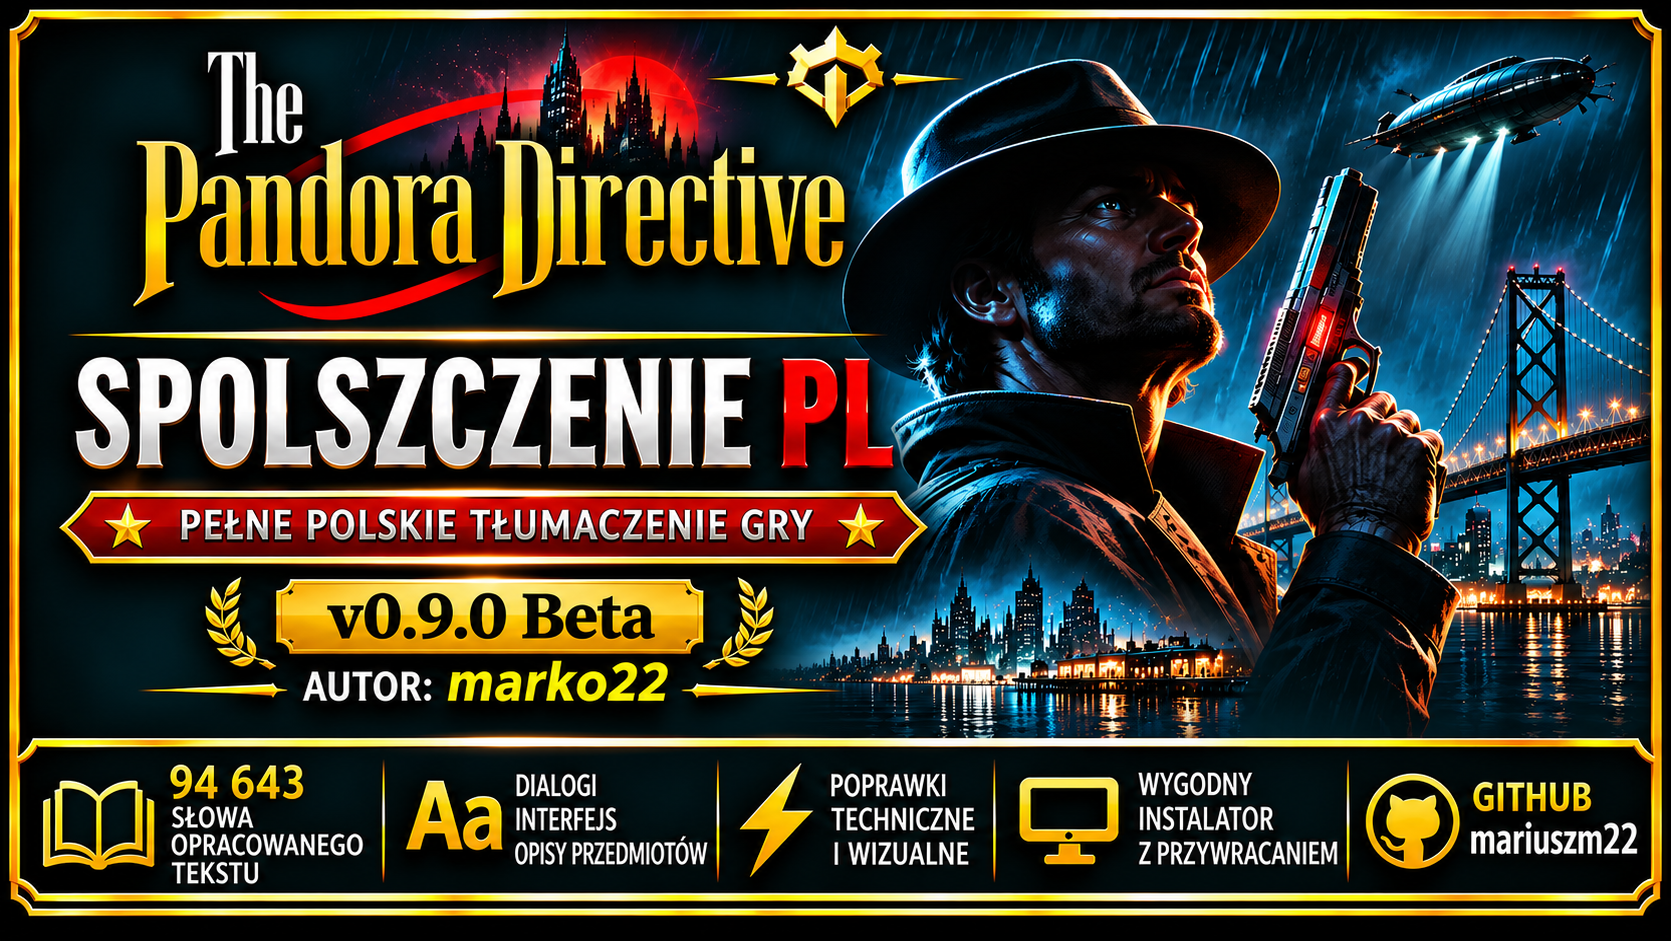 The
Pandora Directive
SPOLSZCZENIE PL
PEŁNE POLSKIE TŁUMACZENIE GRY
v0.9.0 Beta
AUTOR: marko22
94 643
SŁOWA
OPRACOWANEGO
TEKSTU
Aa
DIALOGI
INTERFEJS
OPISY PRZEDMIOTÓW
POPRAWKI
TECHNICZNE
I WIZUALNE
WYGODNY
INSTALATOR
Z PRZYWRACANIEM
GITHUB
mariuszm22